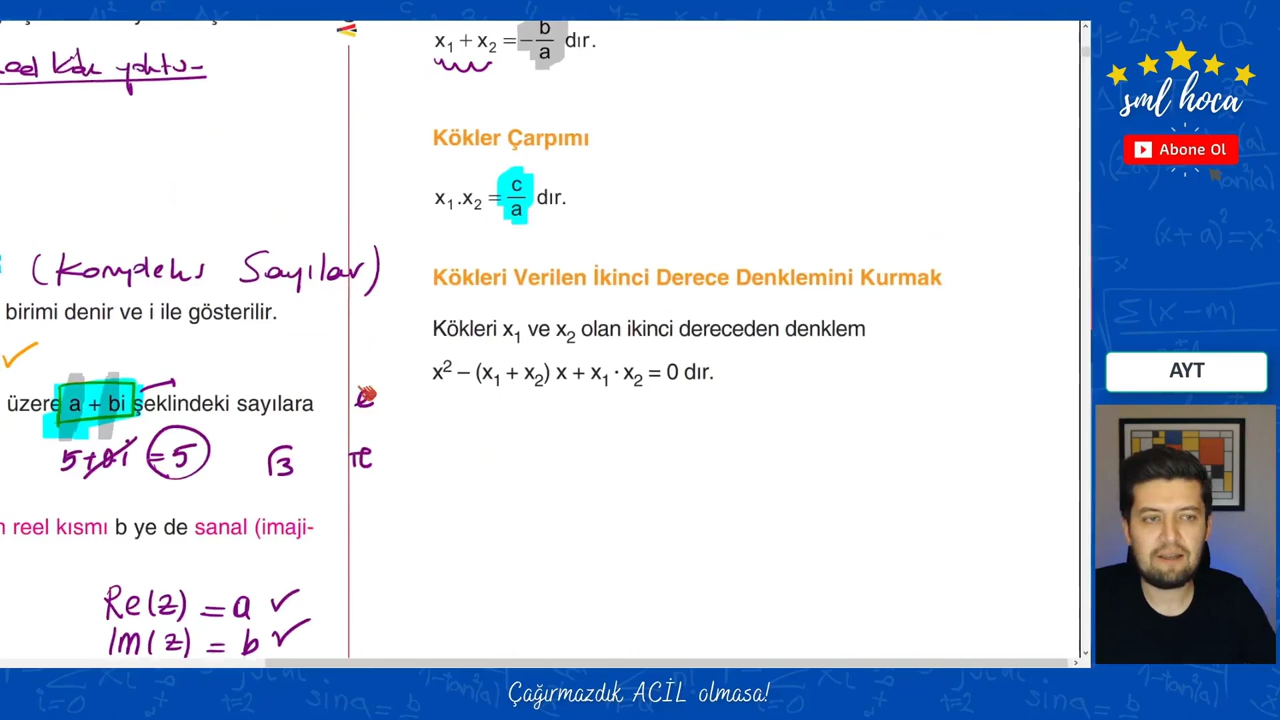 reel kök yoktur
(Kompleks Sayılar)
birimi denir ve i ile gösterilir.
üzere a + bi şeklindeki sayılara
e
5+0i = 5 √3 π
n reel kısmı b ye de sanal (imaji-
Re(z) = a ✓
Im(z) = b ✓
x₁ + x₂ = -b/a dır.
Kökler Çarpımı
x₁.x₂ = c/a dır.
Kökleri Verilen İkinci Derece Denklemini Kurmak
Kökleri x₁ ve x₂ olan ikinci dereceden denklem
x² – (x₁ + x₂) x + x₁ · x₂ = 0 dır.
sml hoca
Abone Ol
AYT
Çağırmazdık ACİL olmasa!